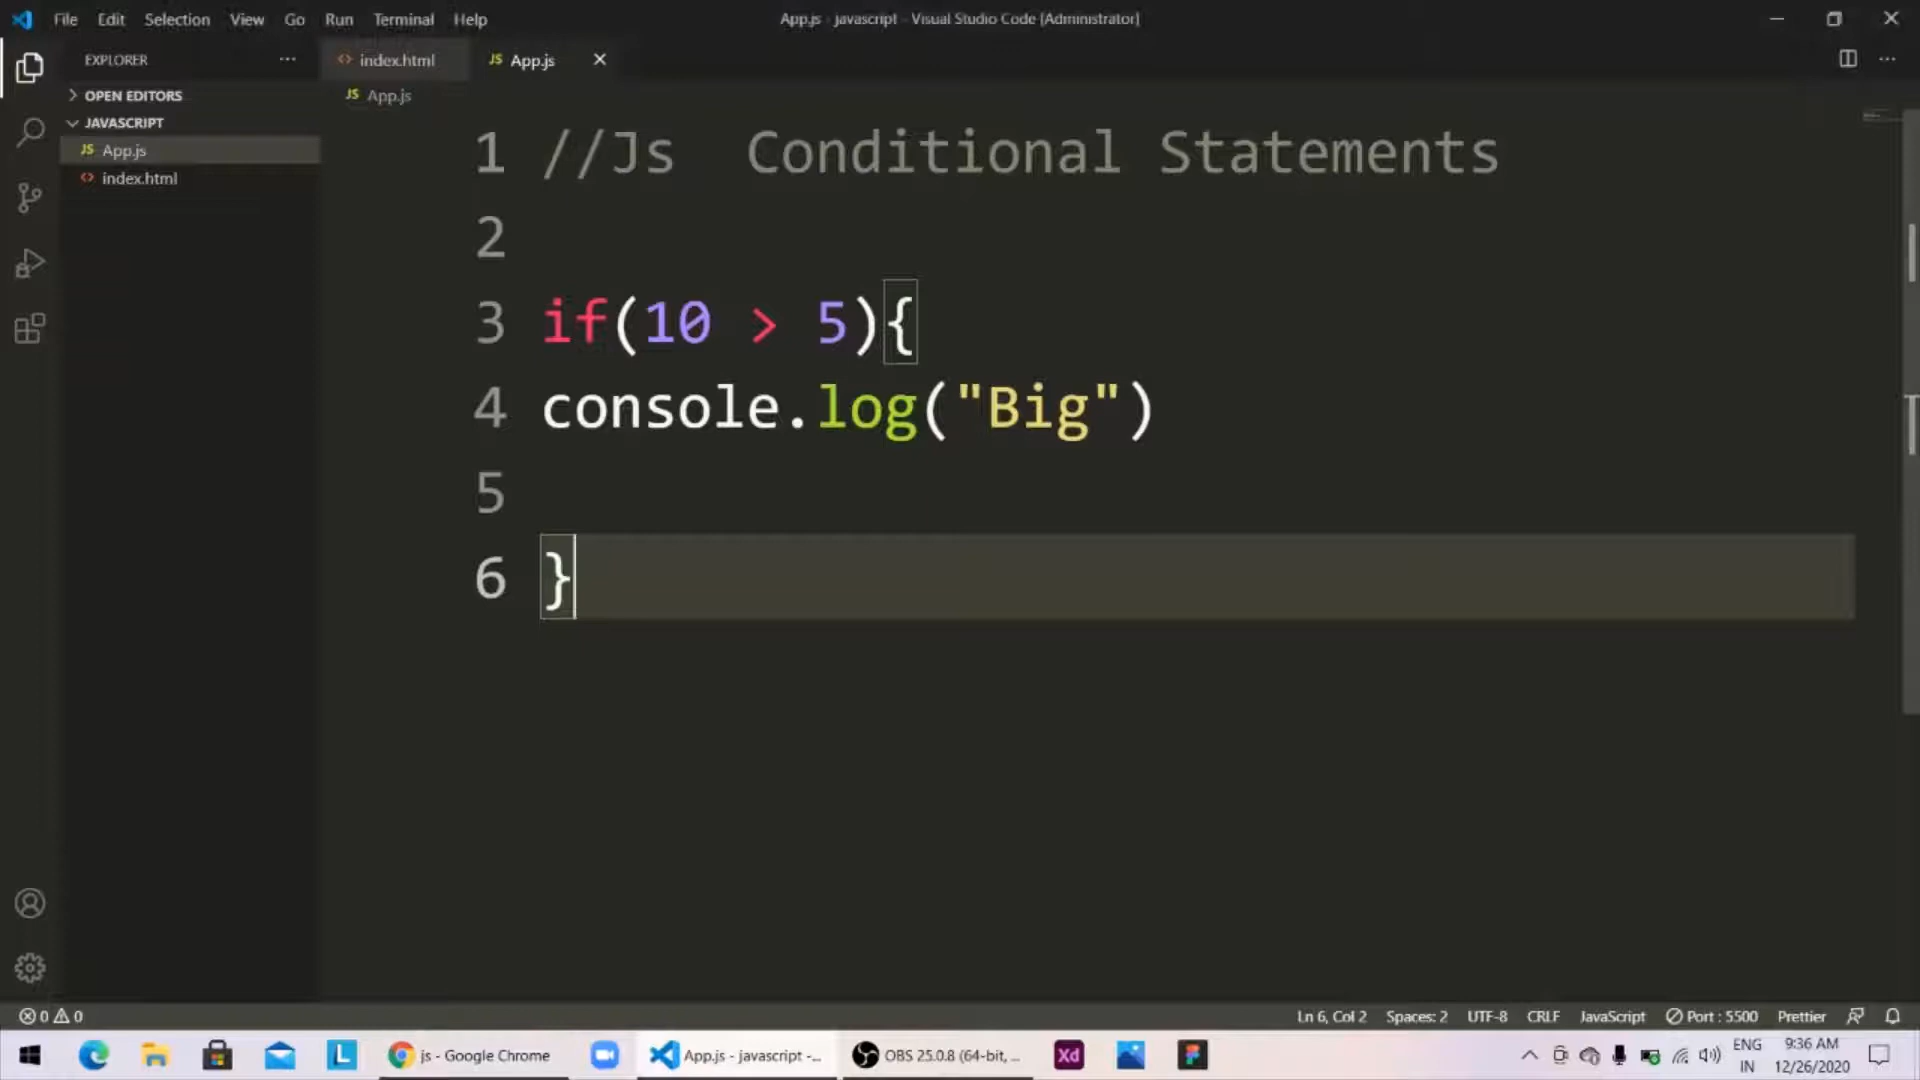 File Edit Selection View Go Run Terminal Help
App.js - javascript - Visual Studio Code [Administrator]
EXPLORER
index.html
JS App.js
OPEN EDITORS
JS App.js
JAVASCRIPT
JS App.js
index.html
1 //Js  Conditional Statements
2
3 if(10 > 5){
4 console.log("Big")
5
6 }
0 0
Ln 6, Col 2 Spaces: 2 UTF-8 CRLF JavaScript Port : 5500 Prettier
L
js - Google Chrome
App.js - javascript -...
OBS 25.0.8 (64-bit, ...
Xd
ENG
IN
9:36 AM
12/26/2020